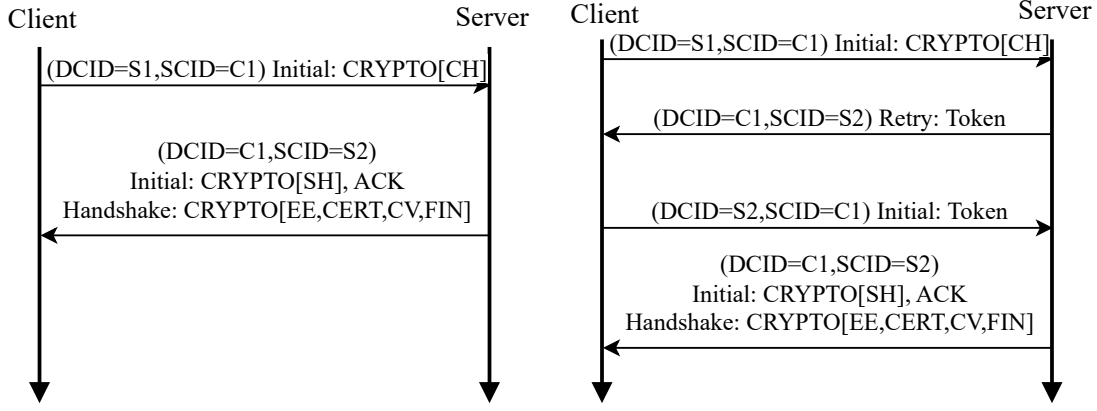 Client
Server
(DCID=S1,SCID=C1) Initial: CRYPTO[CH]
(DCID=C1,SCID=S2)
Initial: CRYPTO[SH], ACK
Handshake: CRYPTO[EE,CERT,CV,FIN]
Client
Server
(DCID=S1,SCID=C1) Initial: CRYPTO[CH]
(DCID=C1,SCID=S2) Retry: Token
(DCID=S2,SCID=C1) Initial: Token
(DCID=C1,SCID=S2)
Initial: CRYPTO[SH], ACK
Handshake: CRYPTO[EE,CERT,CV,FIN]